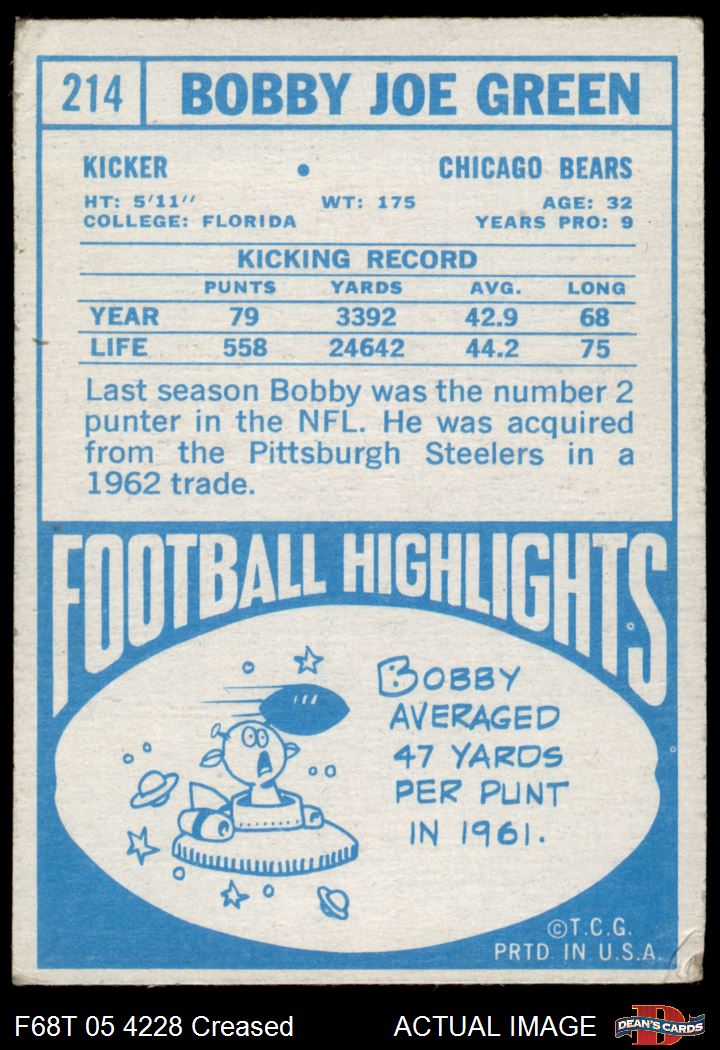 214 BOBBY JOE GREEN
KICKER • CHICAGO BEARS
HT: 5'11" WT: 175 AGE: 32
COLLEGE: FLORIDA YEARS PRO: 9
KICKING RECORD
PUNTS YARDS AVG. LONG
YEAR 79 3392 42.9 68
LIFE 558 24642 44.2 75
Last season Bobby was the number 2
punter in the NFL. He was acquired
from the Pittsburgh Steelers in a
1962 trade.
FOOTBALL HIGHLIGHTS
BOBBY
AVERAGED
47 YARDS
PER PUNT
IN 1961.
©T.C.G.
PRTD IN U.S.A.
F68T 05 4228 Creased ACTUAL IMAGE
D
DEAN'S CARDS